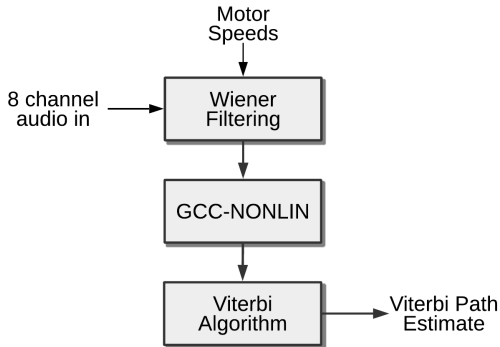 Motor
Speeds
8 channel
audio in
Wiener
Filtering
GCC-NONLIN
Viterbi
Algorithm
Viterbi Path
Estimate